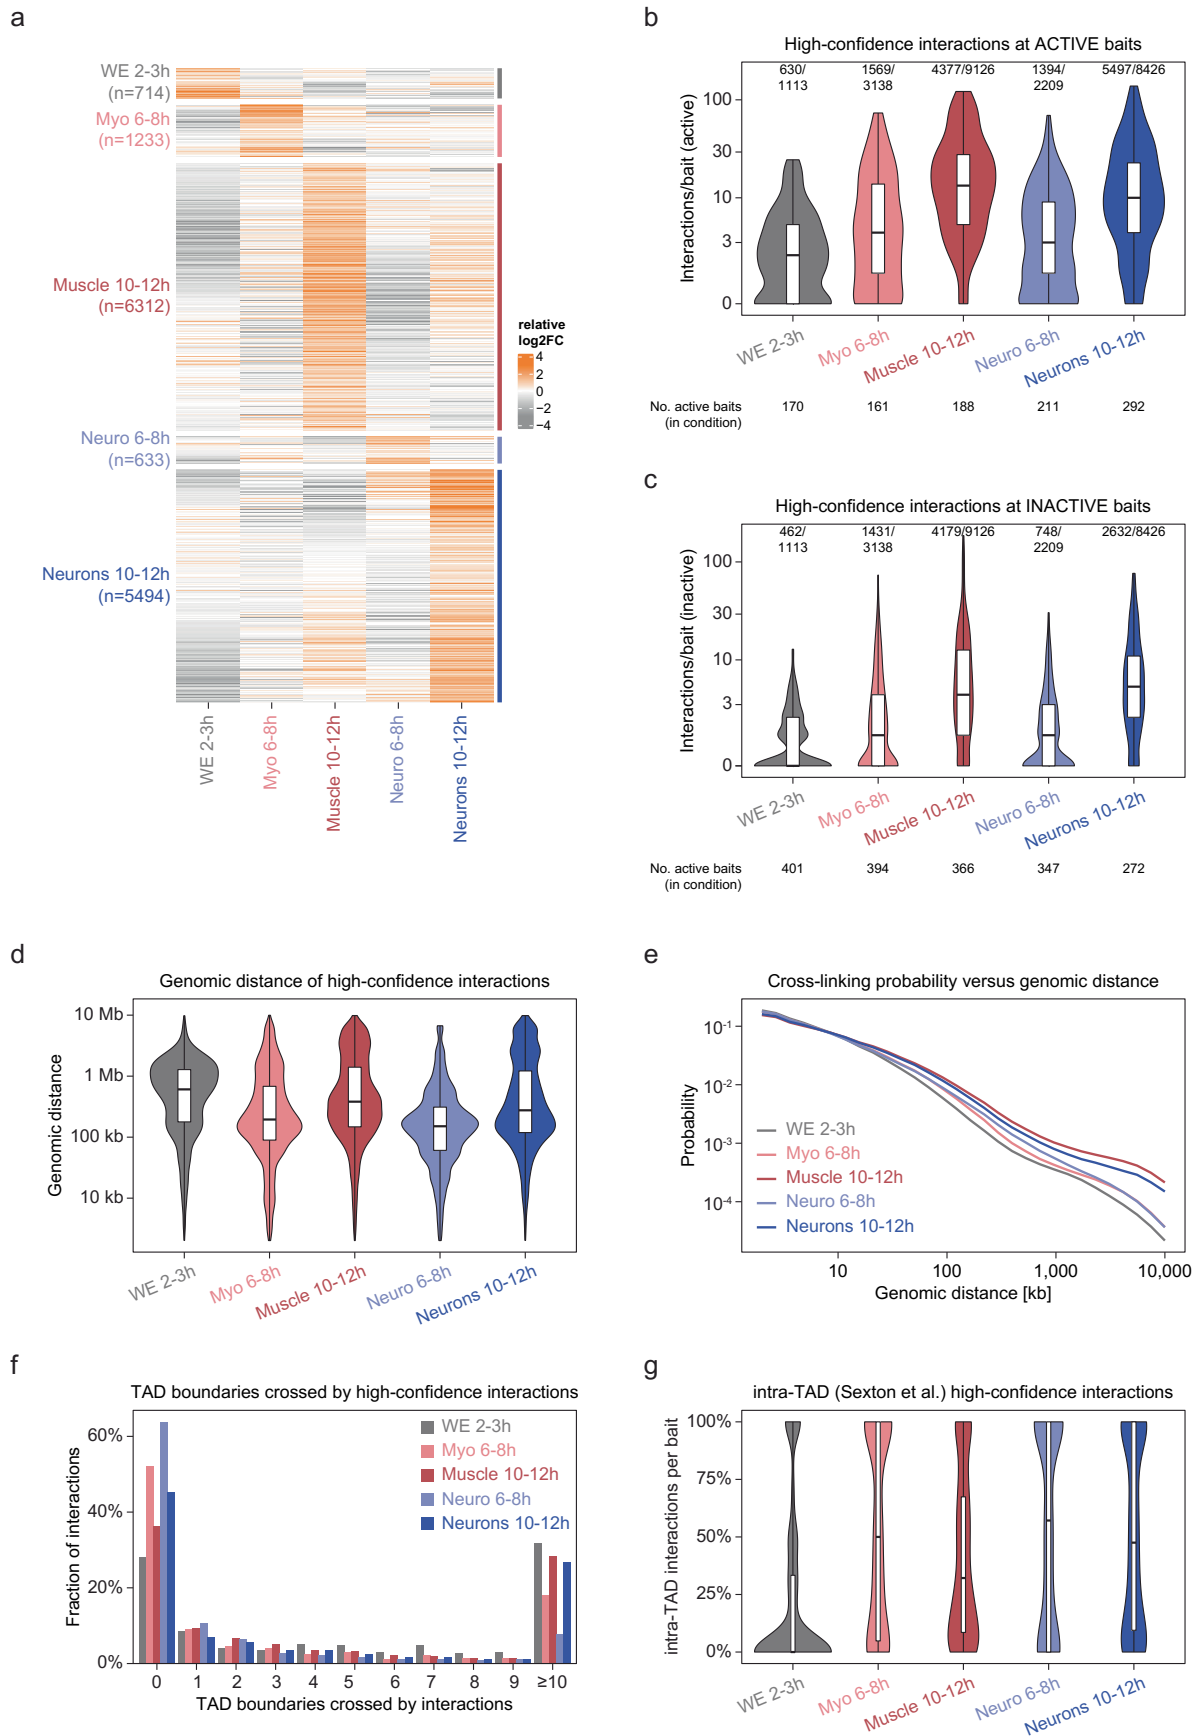 a
WE 2-3h
(n=714)
Myo 6-8h
(n=1233)
Muscle 10-12h
(n=6312)
Neuro 6-8h
(n=633)
Neurons 10-12h
(n=5494)
relative
log2FC
4
2
0
−2
−4
WE 2-3h
Myo 6-8h
Muscle 10-12h
Neuro 6-8h
Neurons 10-12h
b
High-confidence interactions at ACTIVE baits
630/
1113
1569/
3138
4377/9126
1394/
2209
5497/8426
Interactions/bait (active)
100
30
10
3
0
WE 2-3h
Myo 6-8h
Muscle 10-12h
Neuro 6-8h
Neurons 10-12h
No. active baits
(in condition)
170
161
188
211
292
c
High-confidence interactions at INACTIVE baits
462/
1113
1431/
3138
4179/9126
748/
2209
2632/8426
Interactions/bait (inactive)
100
30
10
3
0
WE 2-3h
Myo 6-8h
Muscle 10-12h
Neuro 6-8h
Neurons 10-12h
No. active baits
(in condition)
401
394
366
347
272
d
Genomic distance of high-confidence interactions
Genomic distance
10 Mb
1 Mb
100 kb
10 kb
WE 2-3h
Myo 6-8h
Muscle 10-12h
Neuro 6-8h
Neurons 10-12h
e
Cross-linking probability versus genomic distance
Probability
10-1
10-2
10-3
10-4
WE 2-3h
Myo 6-8h
Muscle 10-12h
Neuro 6-8h
Neurons 10-12h
10
100
1,000
10,000
Genomic distance [kb]
f
TAD boundaries crossed by high-confidence interactions
Fraction of interactions
60%
40%
20%
0%
WE 2-3h
Myo 6-8h
Muscle 10-12h
Neuro 6-8h
Neurons 10-12h
0
1
2
3
4
5
6
7
8
9
≥10
TAD boundaries crossed by interactions
g
intra-TAD (Sexton et al.) high-confidence interactions
intra-TAD interactions per bait
100%
75%
50%
25%
0%
WE 2-3h
Myo 6-8h
Muscle 10-12h
Neuro 6-8h
Neurons 10-12h